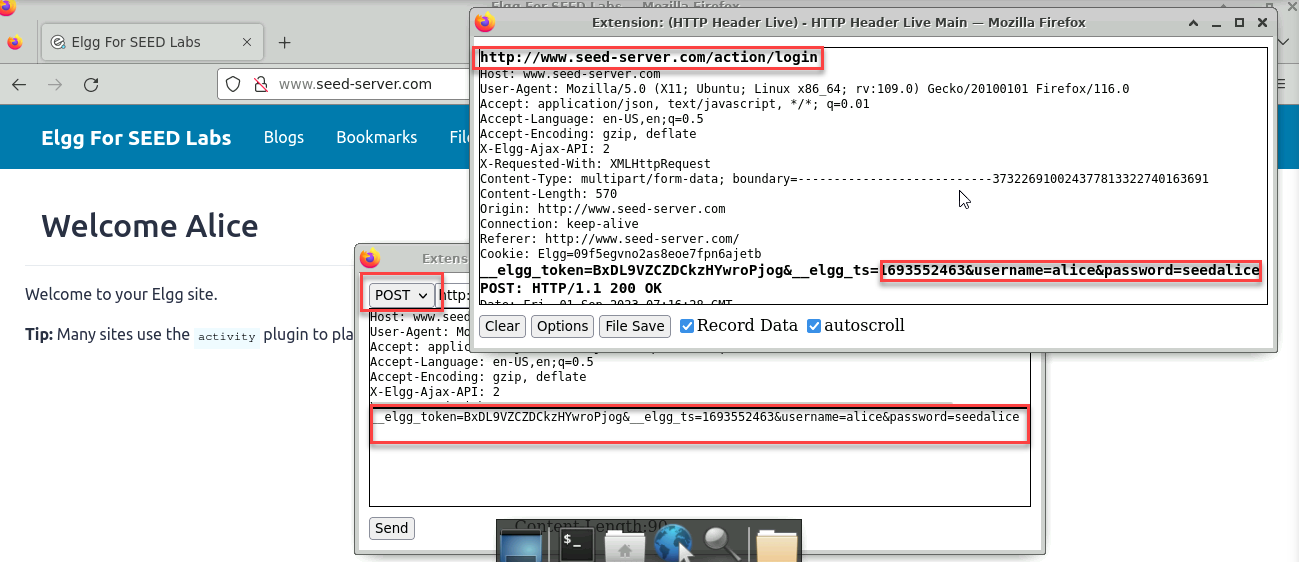 Elgg For SEED Labs — Mozilla Firefox
Extension: (HTTP Header Live) - HTTP Header Live Main — Mozilla Firefox
Elgg For SEED Labs
www.seed-server.com
Elgg For SEED Labs
Blogs
Bookmarks
http://www.seed-server.com/action/login
Host: www.seed-server.com
User-Agent: Mozilla/5.0 (X11; Ubuntu; Linux x86_64; rv:109.0) Gecko/20100101 Firefox/116.0
Accept: application/json, text/javascript, */*; q=0.01
Accept-Language: en-US,en;q=0.5
Accept-Encoding: gzip, deflate
X-Elgg-Ajax-API: 2
X-Requested-With: XMLHttpRequest
Content-Type: multipart/form-data; boundary=---------------------------373226910024377813322740163691
Content-Length: 570
Origin: http://www.seed-server.com
Connection: keep-alive
Referer: http://www.seed-server.com/
Cookie: Elgg=09f5egvno2as8eoe7fpn6ajetb
__elgg_token=BxDL9VZCZDCkzHYwroPjog&__elgg_ts=1693552463&username=alice&password=seedalice
POST: HTTP/1.1 200 OK
Date: Fri, 01 Sep 2023 07:16:28 GMT
Clear
Options
File Save
Record Data
autoscroll
Welcome Alice
Welcome to your Elgg site.
Tip: Many sites use the activity plugin to pla
Extens
POST
http:
Host: www.seed
User-Agent: Mo
Accept: applic
Accept-Language: en-US,en;q=0.5
Accept-Encoding: gzip, deflate
X-Elgg-Ajax-API: 2
__elgg_token=BxDL9VZCZDCkzHYwroPjog&__elgg_ts=1693552463&username=alice&password=seedalice
Send
Content-Length:90
$_